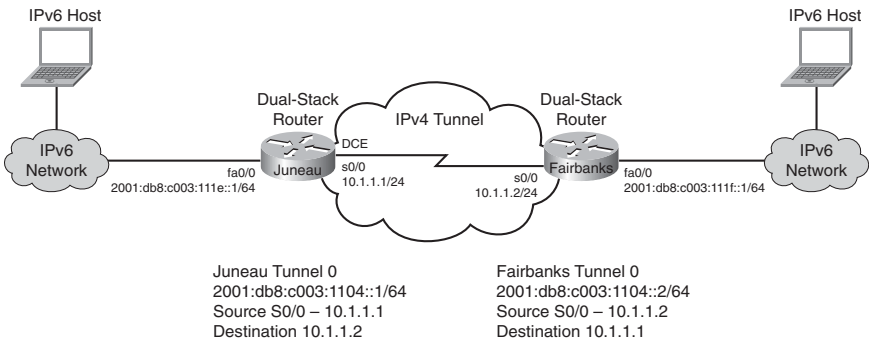 IPv6 Host
IPv6 Host
Dual-Stack
Router
IPv4 Tunnel
Dual-Stack
Router
DCE
IPv6
Network
Juneau
Fairbanks
IPv6
Network
fa0/0
2001:db8:c003:111e::1/64
s0/0
10.1.1.1/24
s0/0
10.1.1.2/24
fa0/0
2001:db8:c003:111f::1/64
Juneau Tunnel 0
2001:db8:c003:1104::1/64
Source S0/0 – 10.1.1.1
Destination 10.1.1.2
Fairbanks Tunnel 0
2001:db8:c003:1104::2/64
Source S0/0 – 10.1.1.2
Destination 10.1.1.1